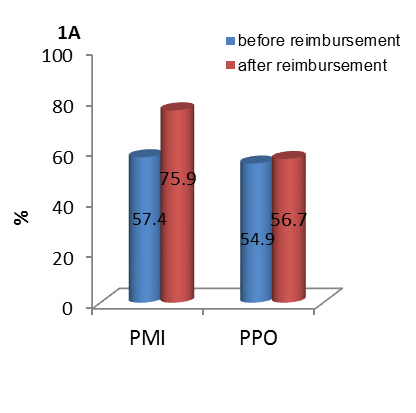 1A
before reimbursement
after reimbursement
100
80
60
40
20
0
%
57.4
75.9
54.9
56.7
PMI
PPO